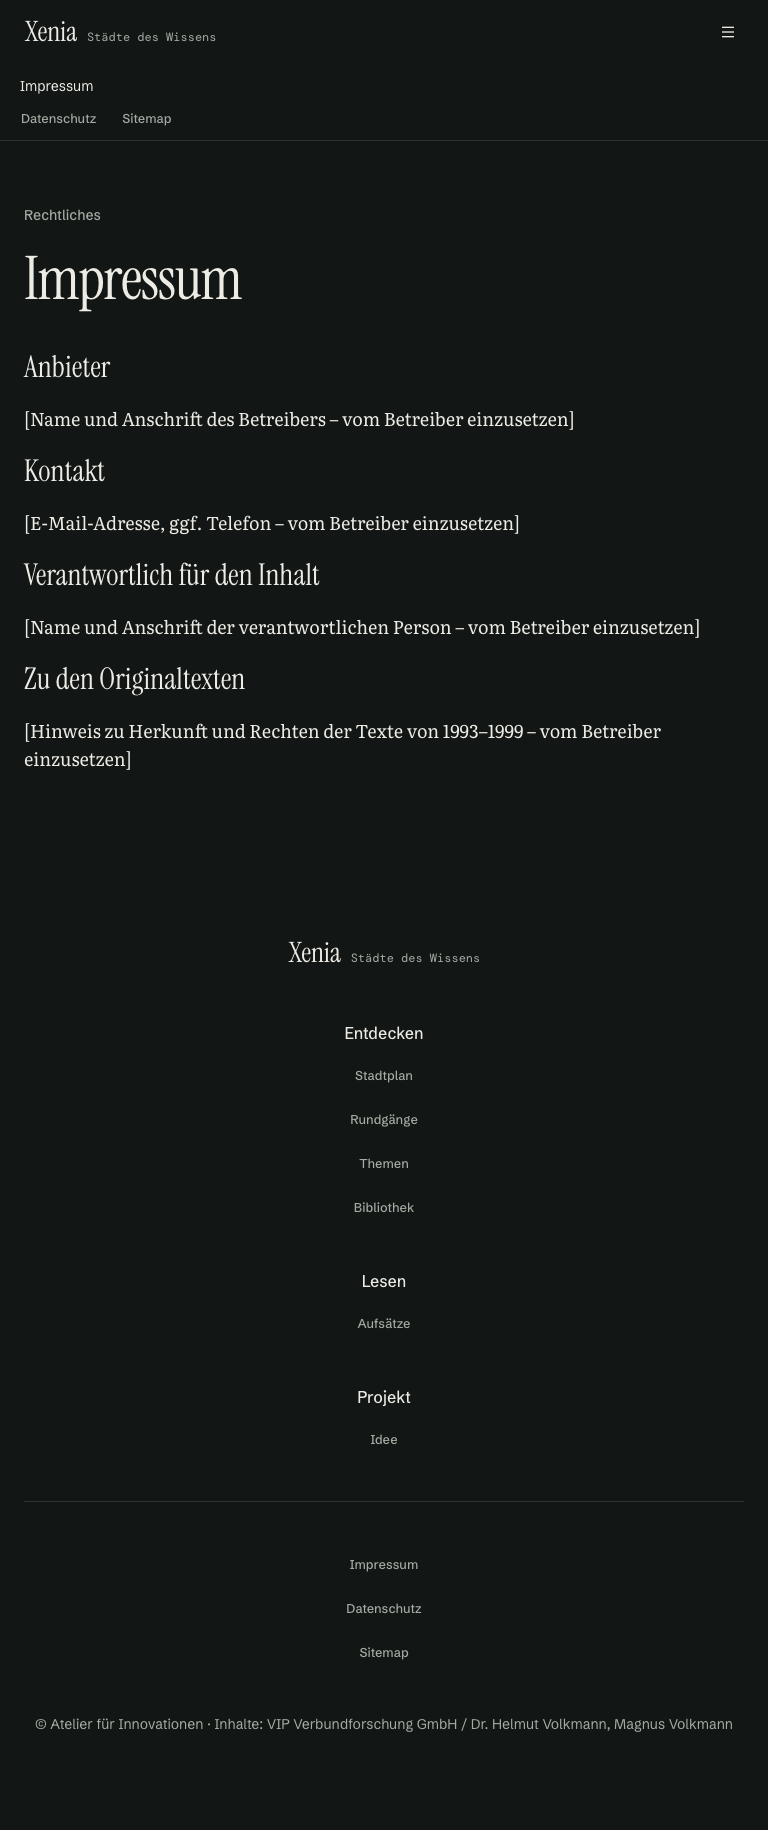 Xenia Städte des Wissens
Impressum
Datenschutz Sitemap
Rechtliches
Impressum
Anbieter
[Name und Anschrift des Betreibers – vom Betreiber einzusetzen]
Kontakt
[E-Mail-Adresse, ggf. Telefon – vom Betreiber einzusetzen]
Verantwortlich für den Inhalt
[Name und Anschrift der verantwortlichen Person – vom Betreiber einzusetzen]
Zu den Originaltexten
[Hinweis zu Herkunft und Rechten der Texte von 1993–1999 – vom Betreiber
einzusetzen]
Xenia Städte des Wissens
Entdecken
Stadtplan
Rundgänge
Themen
Bibliothek
Lesen
Aufsätze
Projekt
Idee
Impressum
Datenschutz
Sitemap
© Atelier für Innovationen · Inhalte: VIP Verbundforschung GmbH / Dr. Helmut Volkmann, Magnus Volkmann